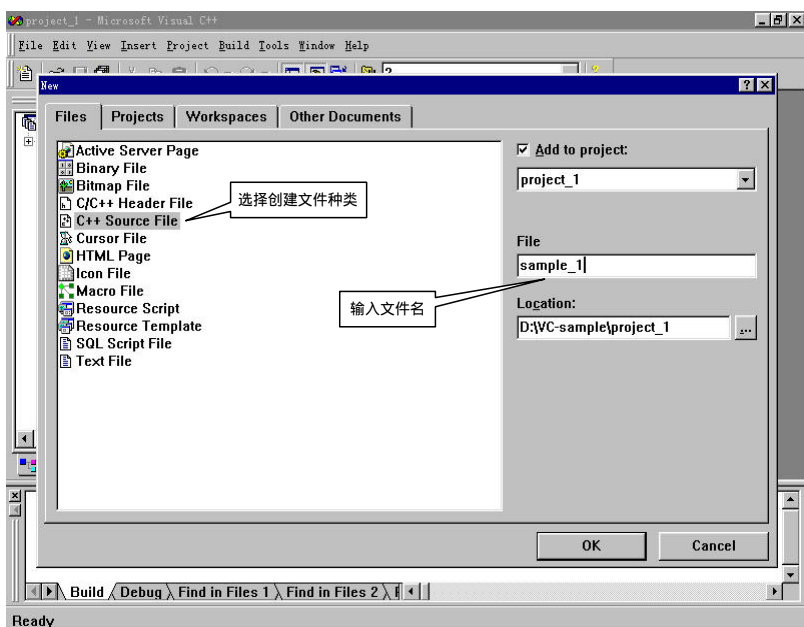 project_1 - Microsoft Visual C++
File Edit View Insert Project Build Tools Window Help
2
New
Files Projects Workspaces Other Documents
Active Server Page
Binary File
Bitmap File
C/C++ Header File
C++ Source File
Cursor File
HTML Page
Icon File
Macro File
Resource Script
Resource Template
SQL Script File
Text File
选择创建文件种类
输入文件名
Add to project:
project_1
File
sample_1
Location:
D:\VC-sample\project_1
...
OK Cancel
Build Debug Find in Files 1 Find in Files 2
Ready